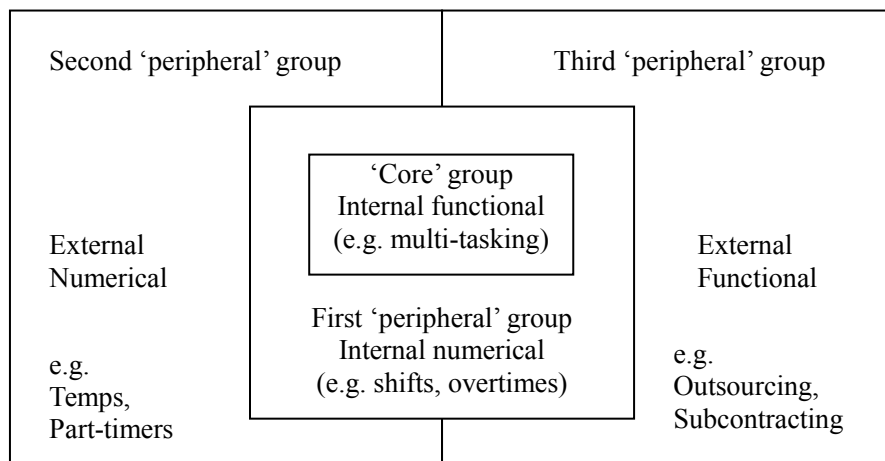 Second ‘peripheral’ group
Third ‘peripheral’ group
‘Core’ group
Internal functional
(e.g. multi-tasking)
External
Numerical
External
Functional
First ‘peripheral’ group
Internal numerical
(e.g. shifts, overtimes)
e.g.
Temps,
Part-timers
e.g.
Outsourcing,
Subcontracting